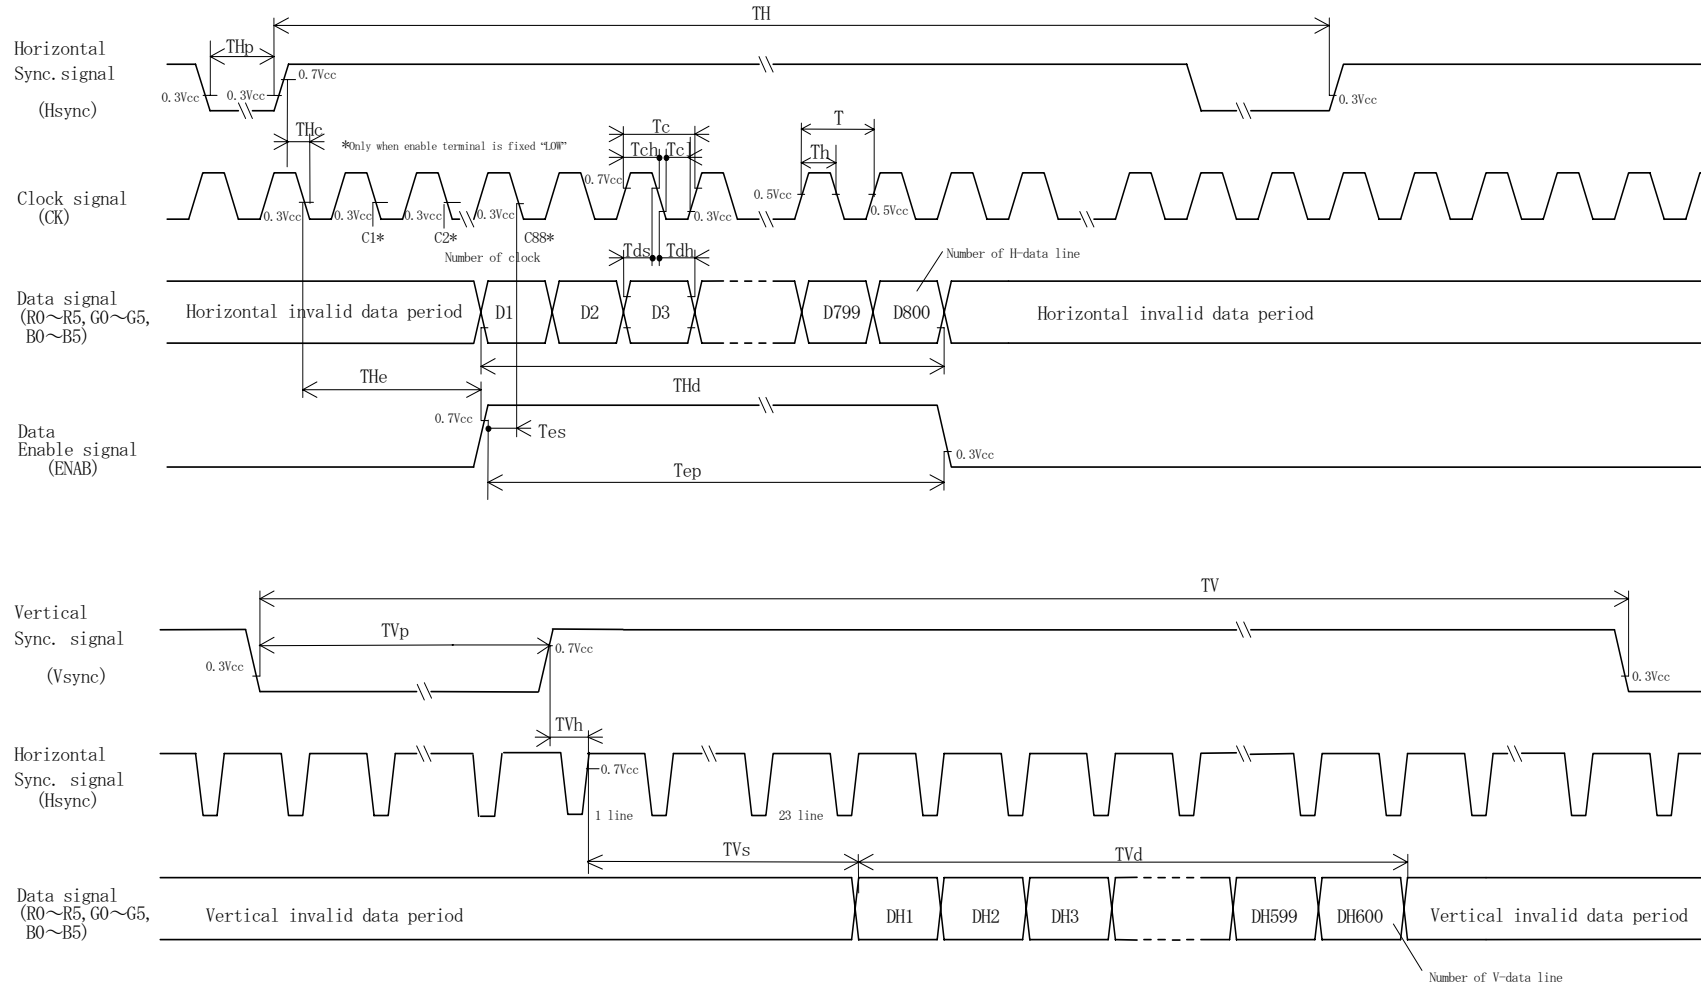 TH
Horizontal
Sync.signal
(Hsync)
THp
0.7Vcc
0.3Vcc
0.3Vcc
0.3Vcc
THc
*Only when enable terminal is fixed “LOW”
Tc
Tch
Tcl
T
Th
Clock signal
(CK)
0.3Vcc
0.3Vcc
0.3vcc
0.3Vcc
0.7Vcc
0.3Vcc
0.5Vcc
0.5Vcc
C1*
C2*
C88*
Number of clock
Tds
Tdh
Number of H-data line
Data signal
(R0～R5,G0～G5,
B0～B5)
Horizontal invalid data period
D1
D2
D3
D799
D800
Horizontal invalid data period
THe
THd
Data
Enable signal
(ENAB)
0.7Vcc
Tes
0.3Vcc
Tep
TV
Vertical
Sync. signal
(Vsync)
TVp
0.3Vcc
0.7Vcc
0.3Vcc
TVh
Horizontal
Sync. signal
(Hsync)
0.7Vcc
1 line
23 line
TVs
TVd
Data signal
(R0～R5,G0～G5,
B0～B5)
Vertical invalid data period
DH1
DH2
DH3
DH599
DH600
Vertical invalid data period
Number of V-data line